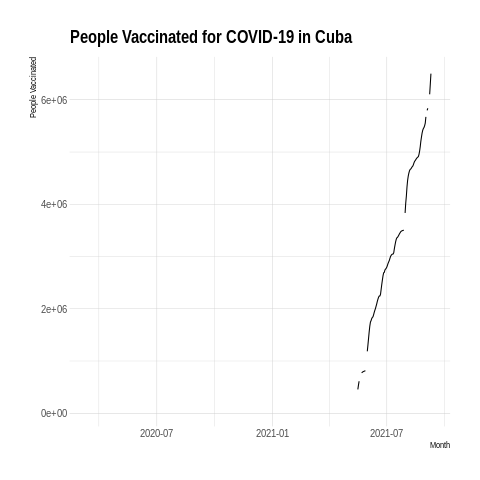 People Vaccinated for COVID-19 in Cuba
People Vaccinated
6e+06
4e+06
2e+06
0e+00
2020-07
2021-01
2021-07
Month